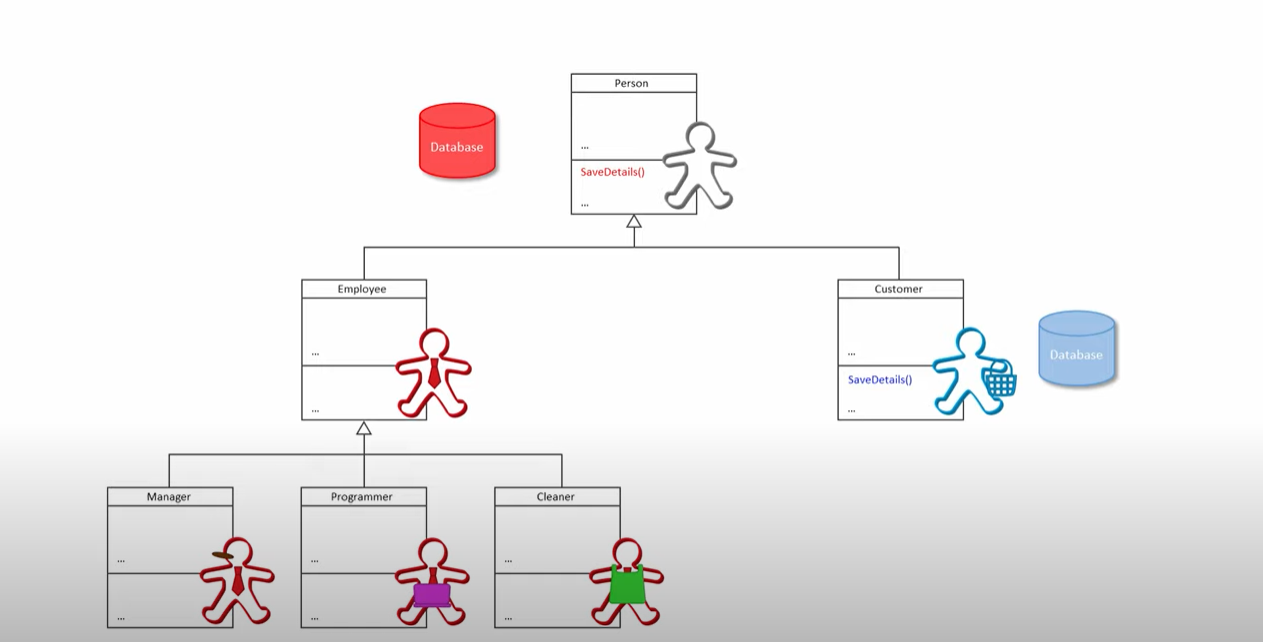 Person
Database
...
SaveDetails()
...
Employee
Customer
...
...
Database
SaveDetails()
...
...
Manager
Programmer
Cleaner
...
...
...
...
...
...